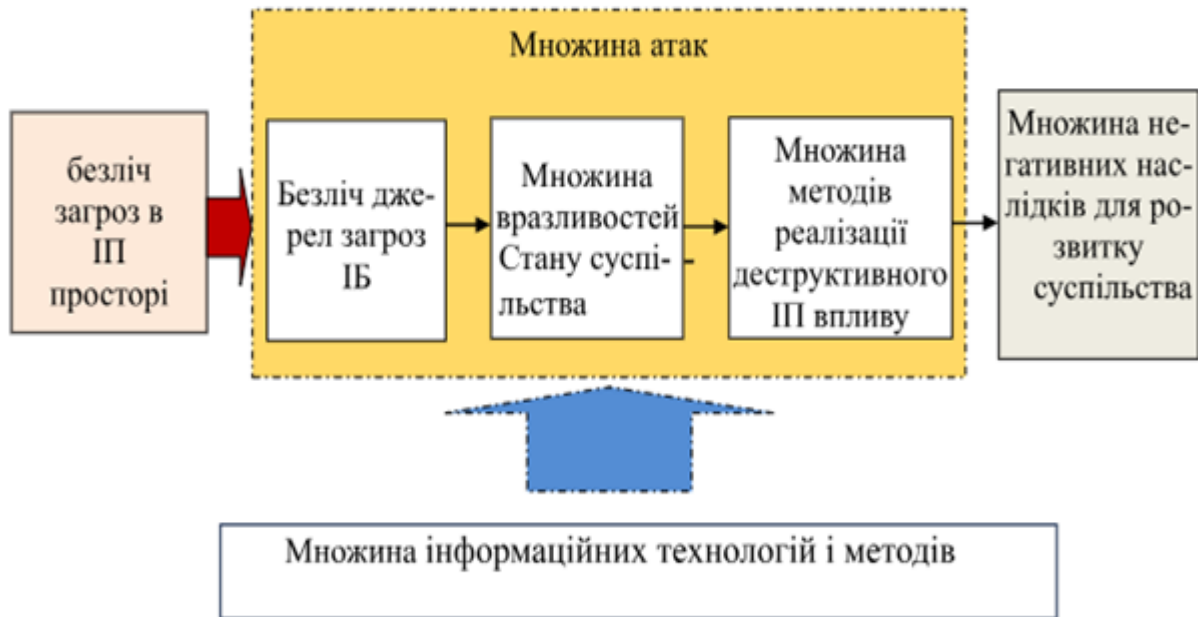 Множина атак
безліч
загроз в
ІП
просторі
Безліч дже-
рел загроз
ІБ
Множина
вразливостей
Стану суспі-
льства
Множина
методів
реалізації
деструктивного
ІП впливу
Множина не-
гативних нас-
лідків для ро-
звитку
суспільства
Множина інформаційних технологій і методів